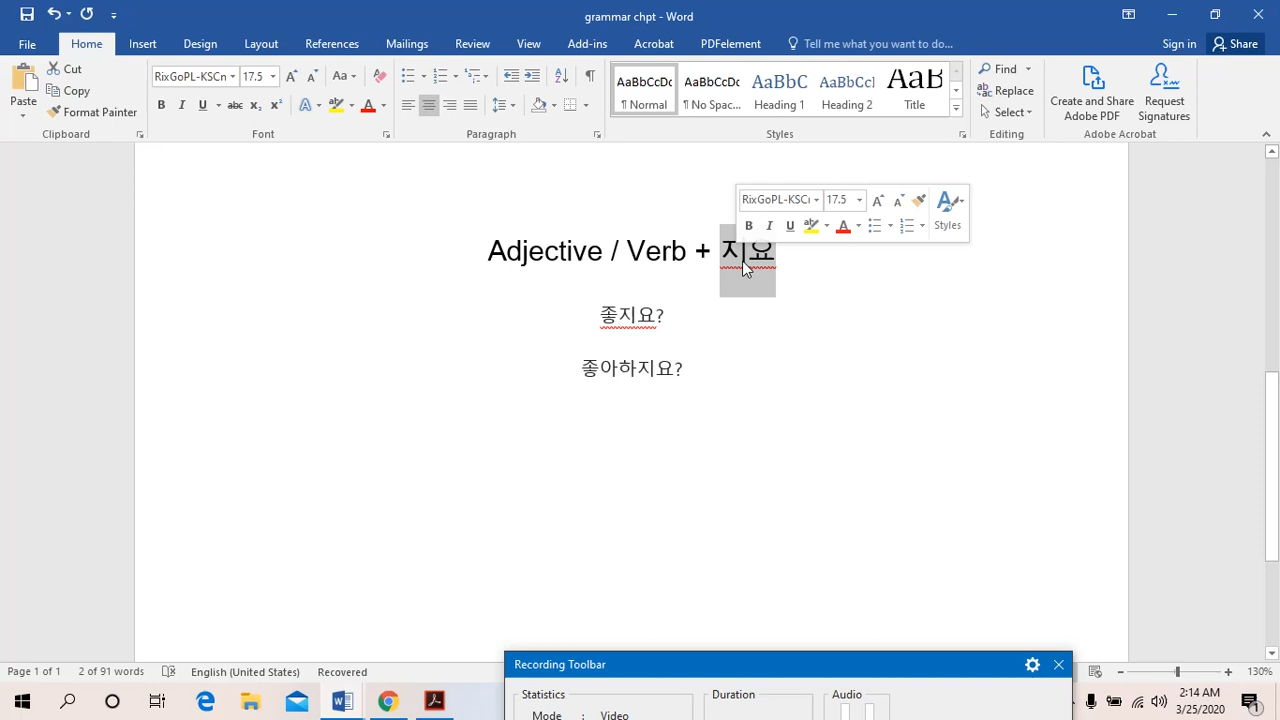 grammar chpt - Word
File Home Insert Design Layout References Mailings Review View Add-ins Acrobat PDFelement Tell me what you want to do... Sign in Share
Paste Cut Copy Format Painter Clipboard
RixGoPL-KSCn 17.5 Aa Font
Paragraph
AaBbCcDc ¶ Normal
AaBbCcDc ¶ No Spac...
AaBbC Heading 1
AaBbCcI Heading 2
AaB Title
Styles
Find Replace Select Editing
Create and Share Adobe PDF Request Signatures Adobe Acrobat
RixGoPL-KSCı 17.5
B I U Styles
Adjective / Verb + 지요
좋지요?
좋아하지요?
Page 1 of 1 2 of 91 words English (United States) Recovered 130%
Recording Toolbar
Statistics Duration Audio
Mode : Video
2:14 AM
3/25/2020